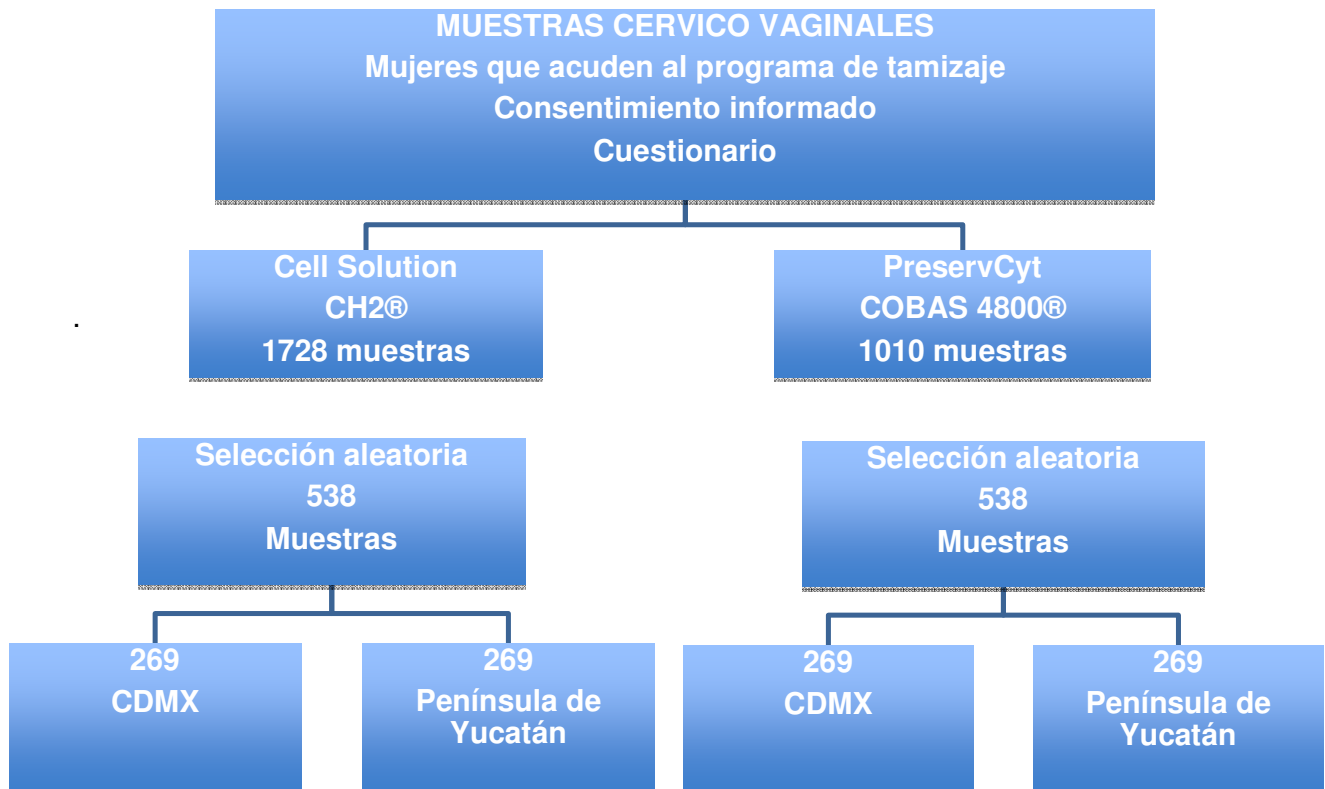 MUESTRAS CERVICO VAGINALES
Mujeres que acuden al programa de tamizaje
Consentimiento informado
Cuestionario
Cell Solution
CH2®
1728 muestras
PreservCyt
COBAS 4800®
1010 muestras
.
Selección aleatoria
538
Muestras
Selección aleatoria
538
Muestras
269
CDMX
269
Península de
Yucatán
269
CDMX
269
Península de
Yucatán